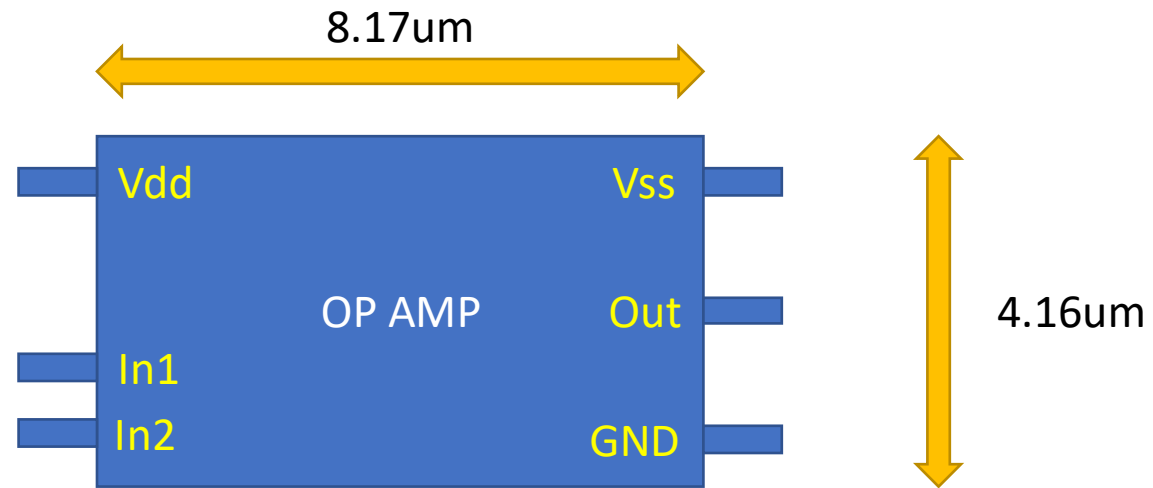 8.17um
Vdd
Vss
OP AMP
Out
4.16um
In1
In2
GND